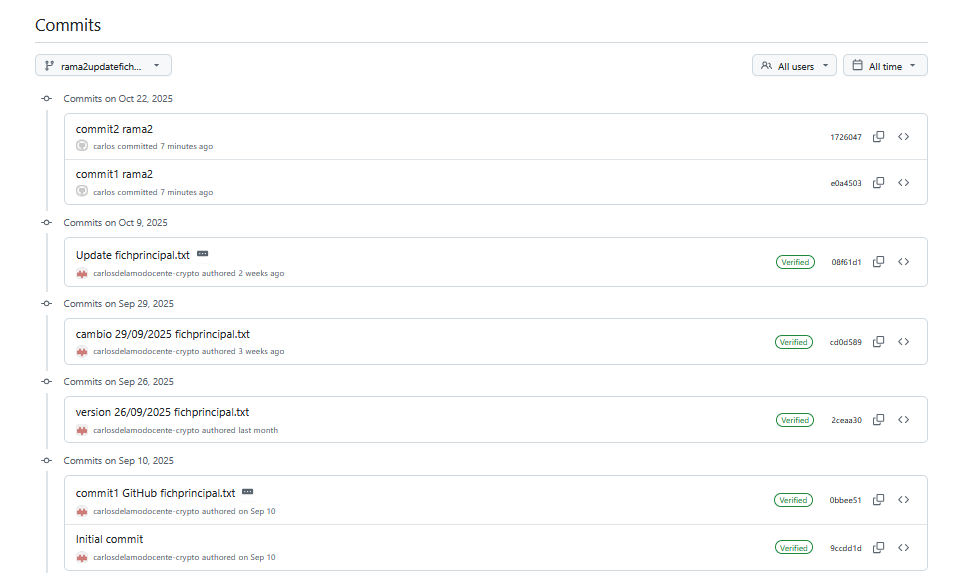 Commits
rama2updatefich...
All users
All time
Commits on Oct 22, 2025
commit2 rama2
carlos committed 7 minutes ago
1726047
commit1 rama2
carlos committed 7 minutes ago
e0a4503
Commits on Oct 9, 2025
Update fichprincipal.txt
carlosdelamodocente-crypto authored 2 weeks ago
Verified
08f61d1
Commits on Sep 29, 2025
cambio 29/09/2025 fichprincipal.txt
carlosdelamodocente-crypto authored 3 weeks ago
Verified
cd0d589
Commits on Sep 26, 2025
version 26/09/2025 fichprincipal.txt
carlosdelamodocente-crypto authored last month
Verified
2ceaa30
Commits on Sep 10, 2025
commit1 GitHub fichprincipal.txt
carlosdelamodocente-crypto authored on Sep 10
Verified
0bbee51
Initial commit
carlosdelamodocente-crypto authored on Sep 10
Verified
9ccdd1d